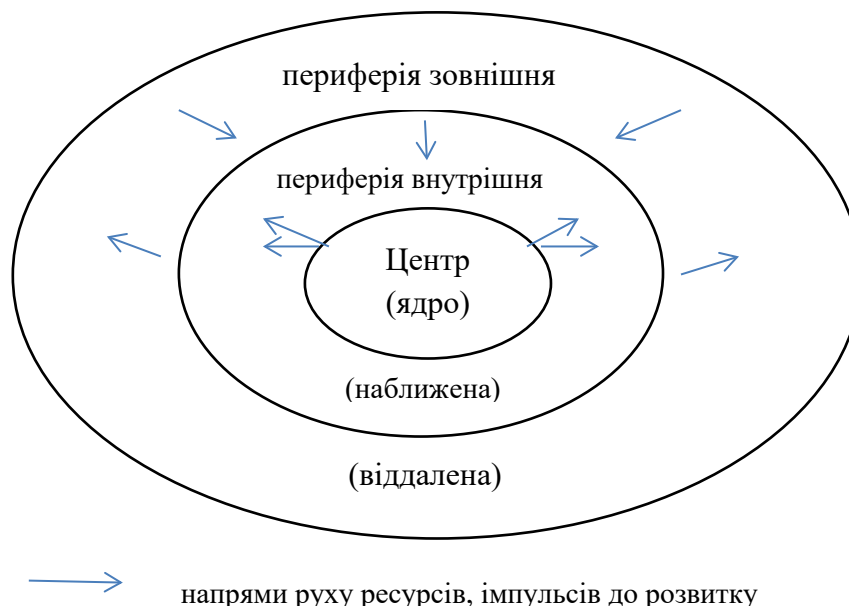 периферія зовнішня
периферія внутрішня
Центр
(ядро)
(наближена)
(віддалена)
напрями руху ресурсів, імпульсів до розвитку